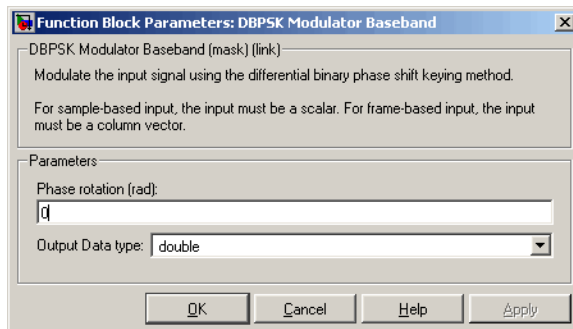 Function Block Parameters: DBPSK Modulator Baseband
DBPSK Modulator Baseband (mask) (link)
Modulate the input signal using the differential binary phase shift keying method.
For sample-based input, the input must be a scalar. For frame-based input, the input
must be a column vector.
Parameters
Phase rotation (rad):
0
Output Data type: double
OK Cancel Help Apply